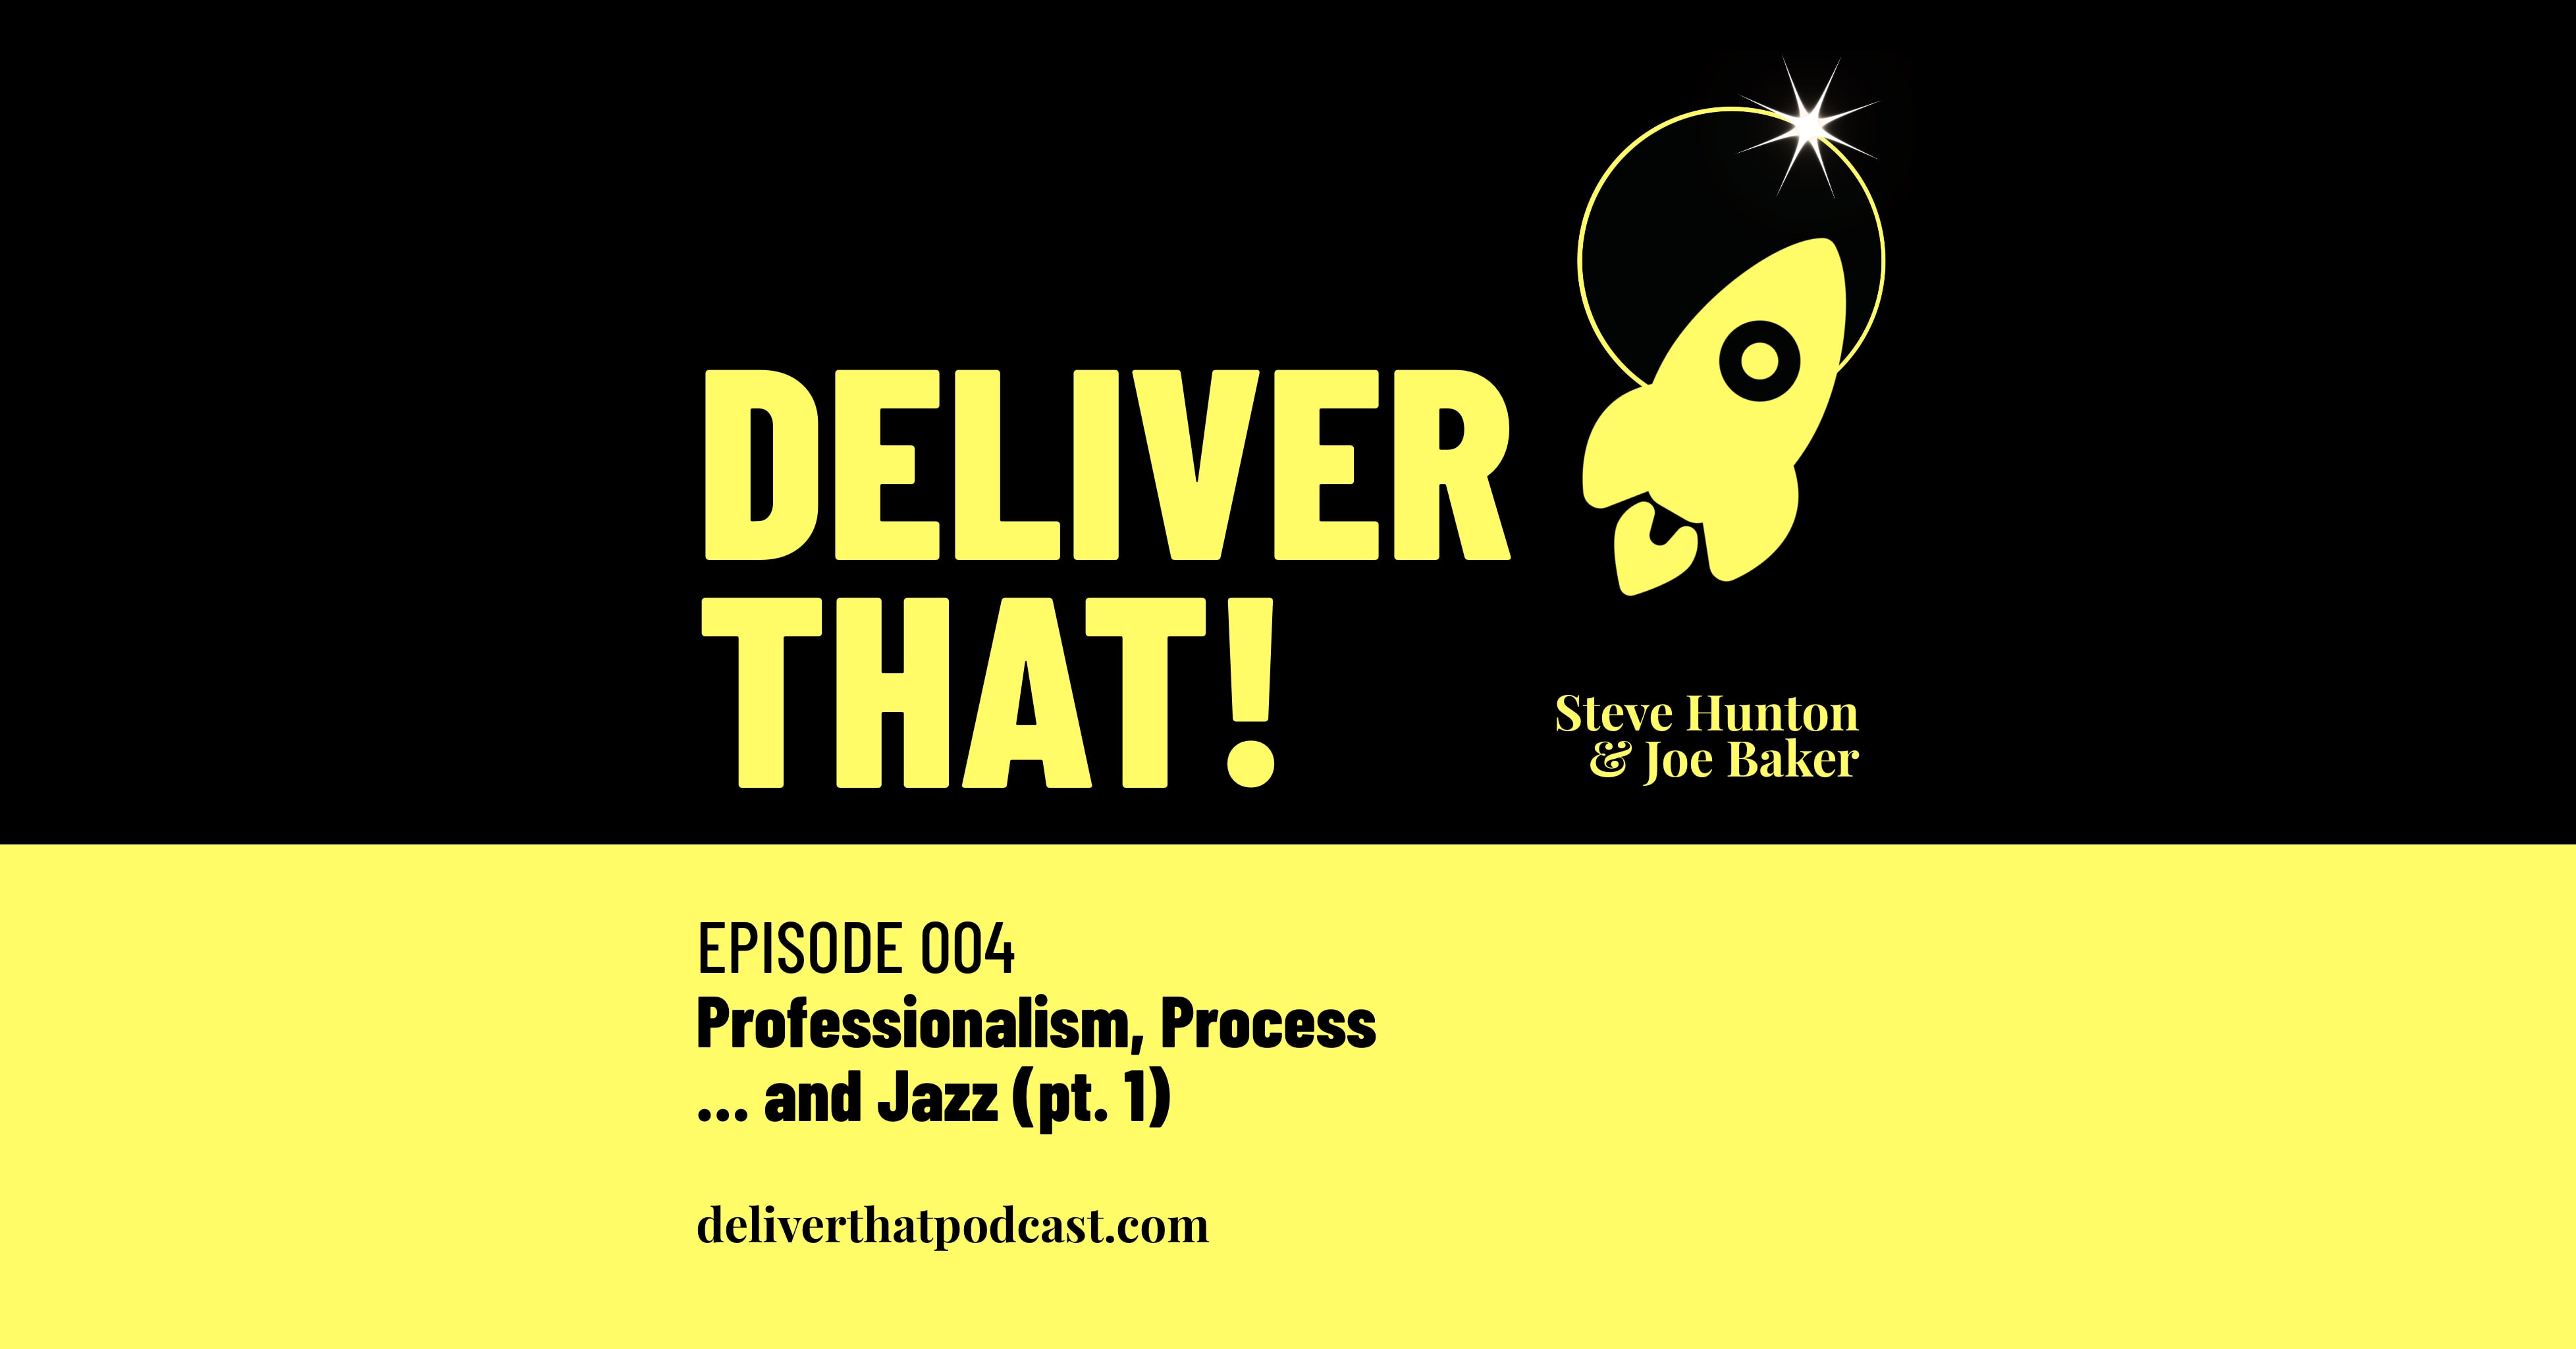 DELIVER
THAT!
Steve Hunton
& Joe Baker
EPISODE 004
Professionalism, Process
... and Jazz (pt. 1)
deliverthatpodcast.com